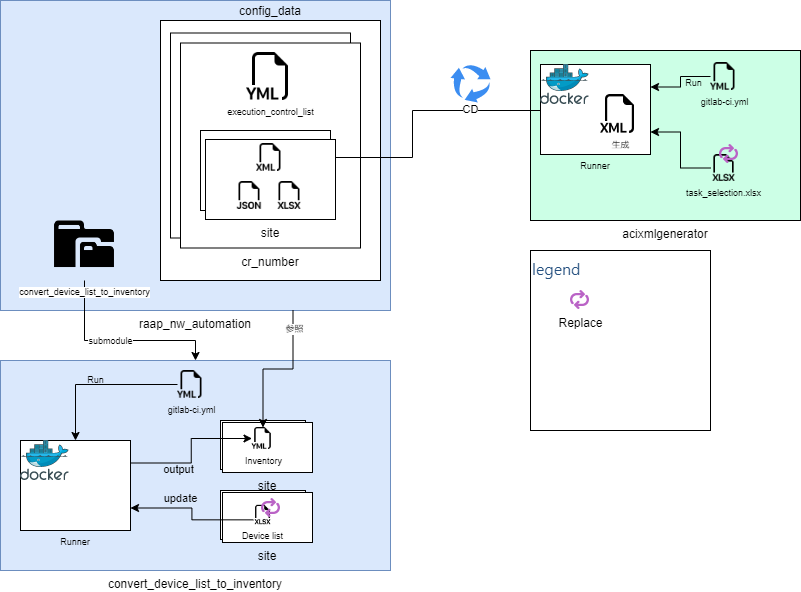 config_data
YML
execution_control_list
XML
JSON
XLSX
site
cr_number
convert_device_list_to_inventory
raap_nw_automation
CD
docker
XML
生成
Runner
Run
YML
gitlab-ci.yml
XLSX
task_selection.xlsx
acixmlgenerator
legend
Replace
submodule
参照
Run
YML
gitlab-ci.yml
docker
Runner
output
YML
Inventory
site
update
XLSX
Device list
site
convert_device_list_to_inventory